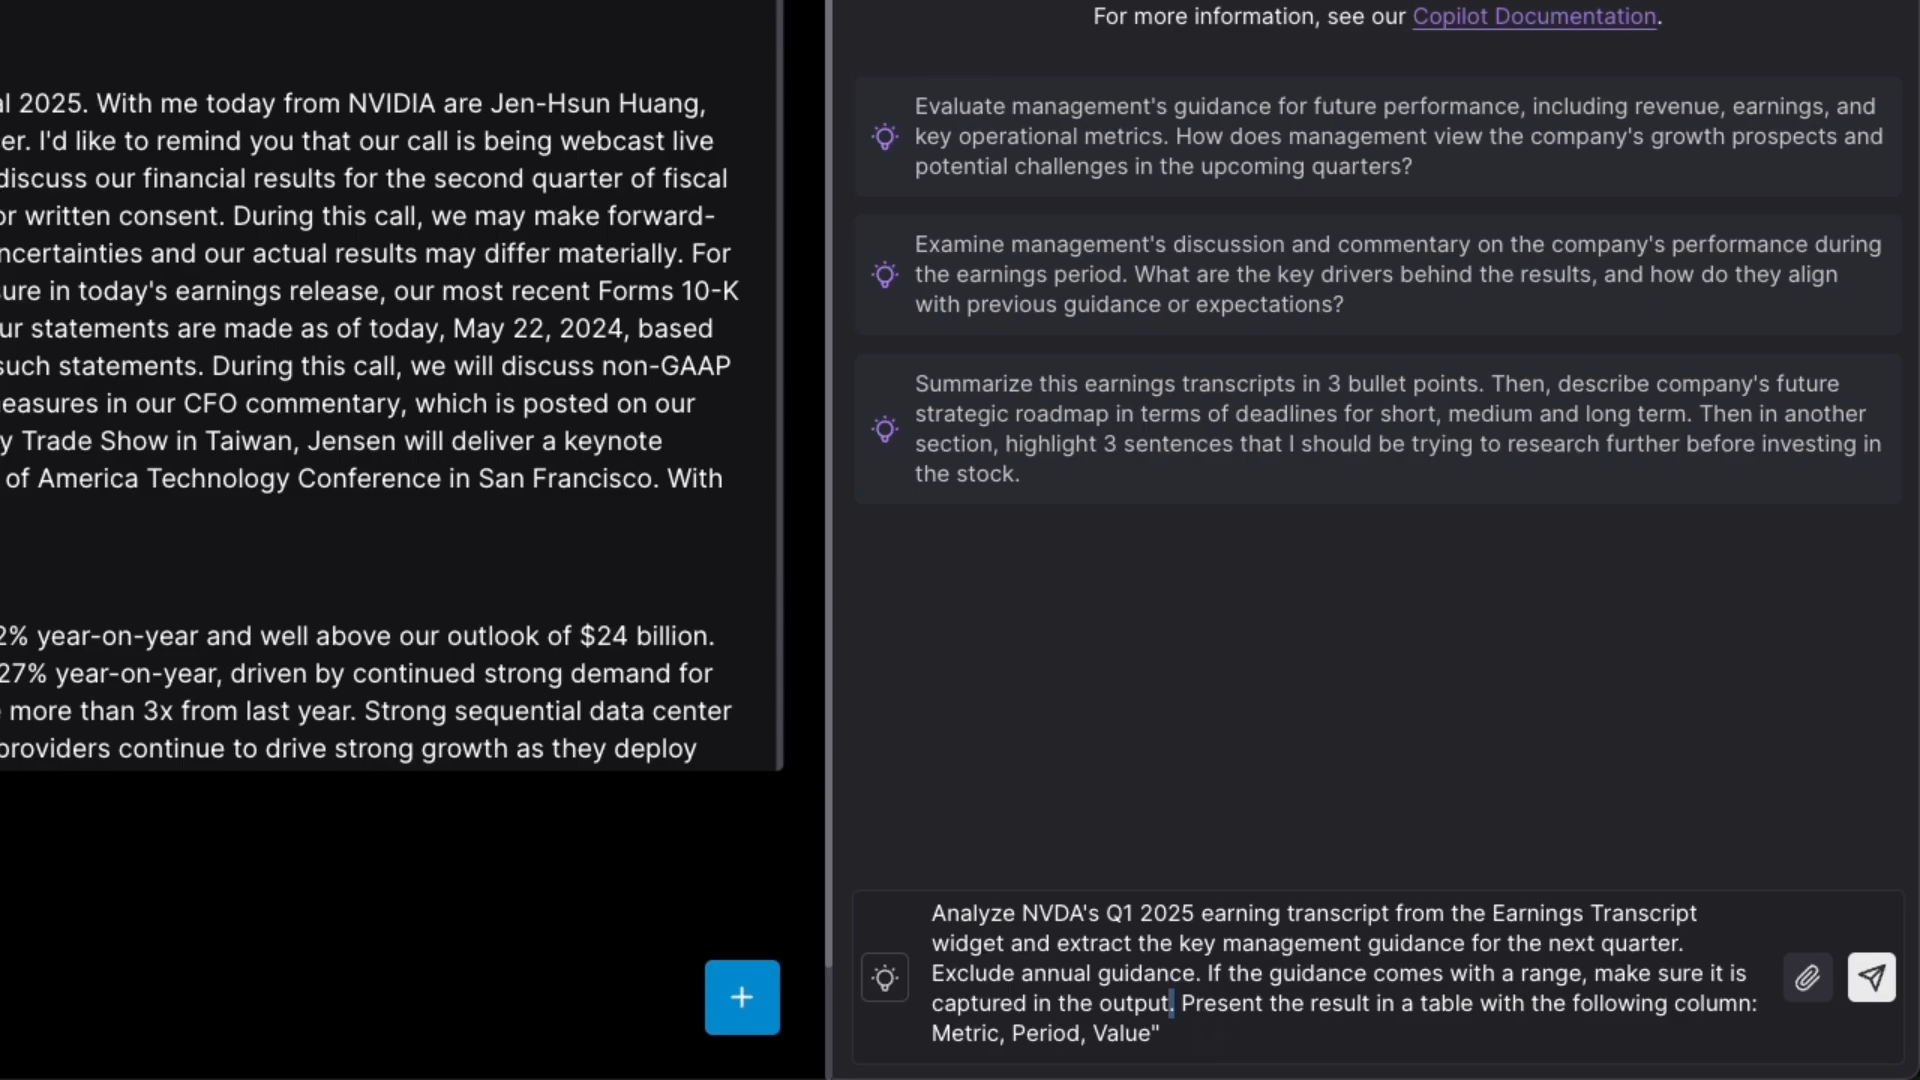 al 2025. With me today from NVIDIA are Jen-Hsun Huang,
er. I'd like to remind you that our call is being webcast live
discuss our financial results for the second quarter of fiscal
or written consent. During this call, we may make forward-
ncertainties and our actual results may differ materially. For
sure in today's earnings release, our most recent Forms 10-K
ur statements are made as of today, May 22, 2024, based
such statements. During this call, we will discuss non-GAAP
easures in our CFO commentary, which is posted on our
y Trade Show in Taiwan, Jensen will deliver a keynote
of America Technology Conference in San Francisco. With
2% year-on-year and well above our outlook of $24 billion.
27% year-on-year, driven by continued strong demand for
more than 3x from last year. Strong sequential data center
providers continue to drive strong growth as they deploy
+
For more information, see our Copilot Documentation.
Evaluate management's guidance for future performance, including revenue, earnings, and
key operational metrics. How does management view the company's growth prospects and
potential challenges in the upcoming quarters?
Examine management's discussion and commentary on the company's performance during
the earnings period. What are the key drivers behind the results, and how do they align
with previous guidance or expectations?
Summarize this earnings transcripts in 3 bullet points. Then, describe company's future
strategic roadmap in terms of deadlines for short, medium and long term. Then in another
section, highlight 3 sentences that I should be trying to research further before investing in
the stock.
Analyze NVDA's Q1 2025 earning transcript from the Earnings Transcript
widget and extract the key management guidance for the next quarter.
Exclude annual guidance. If the guidance comes with a range, make sure it is
captured in the output. Present the result in a table with the following column:
Metric, Period, Value"